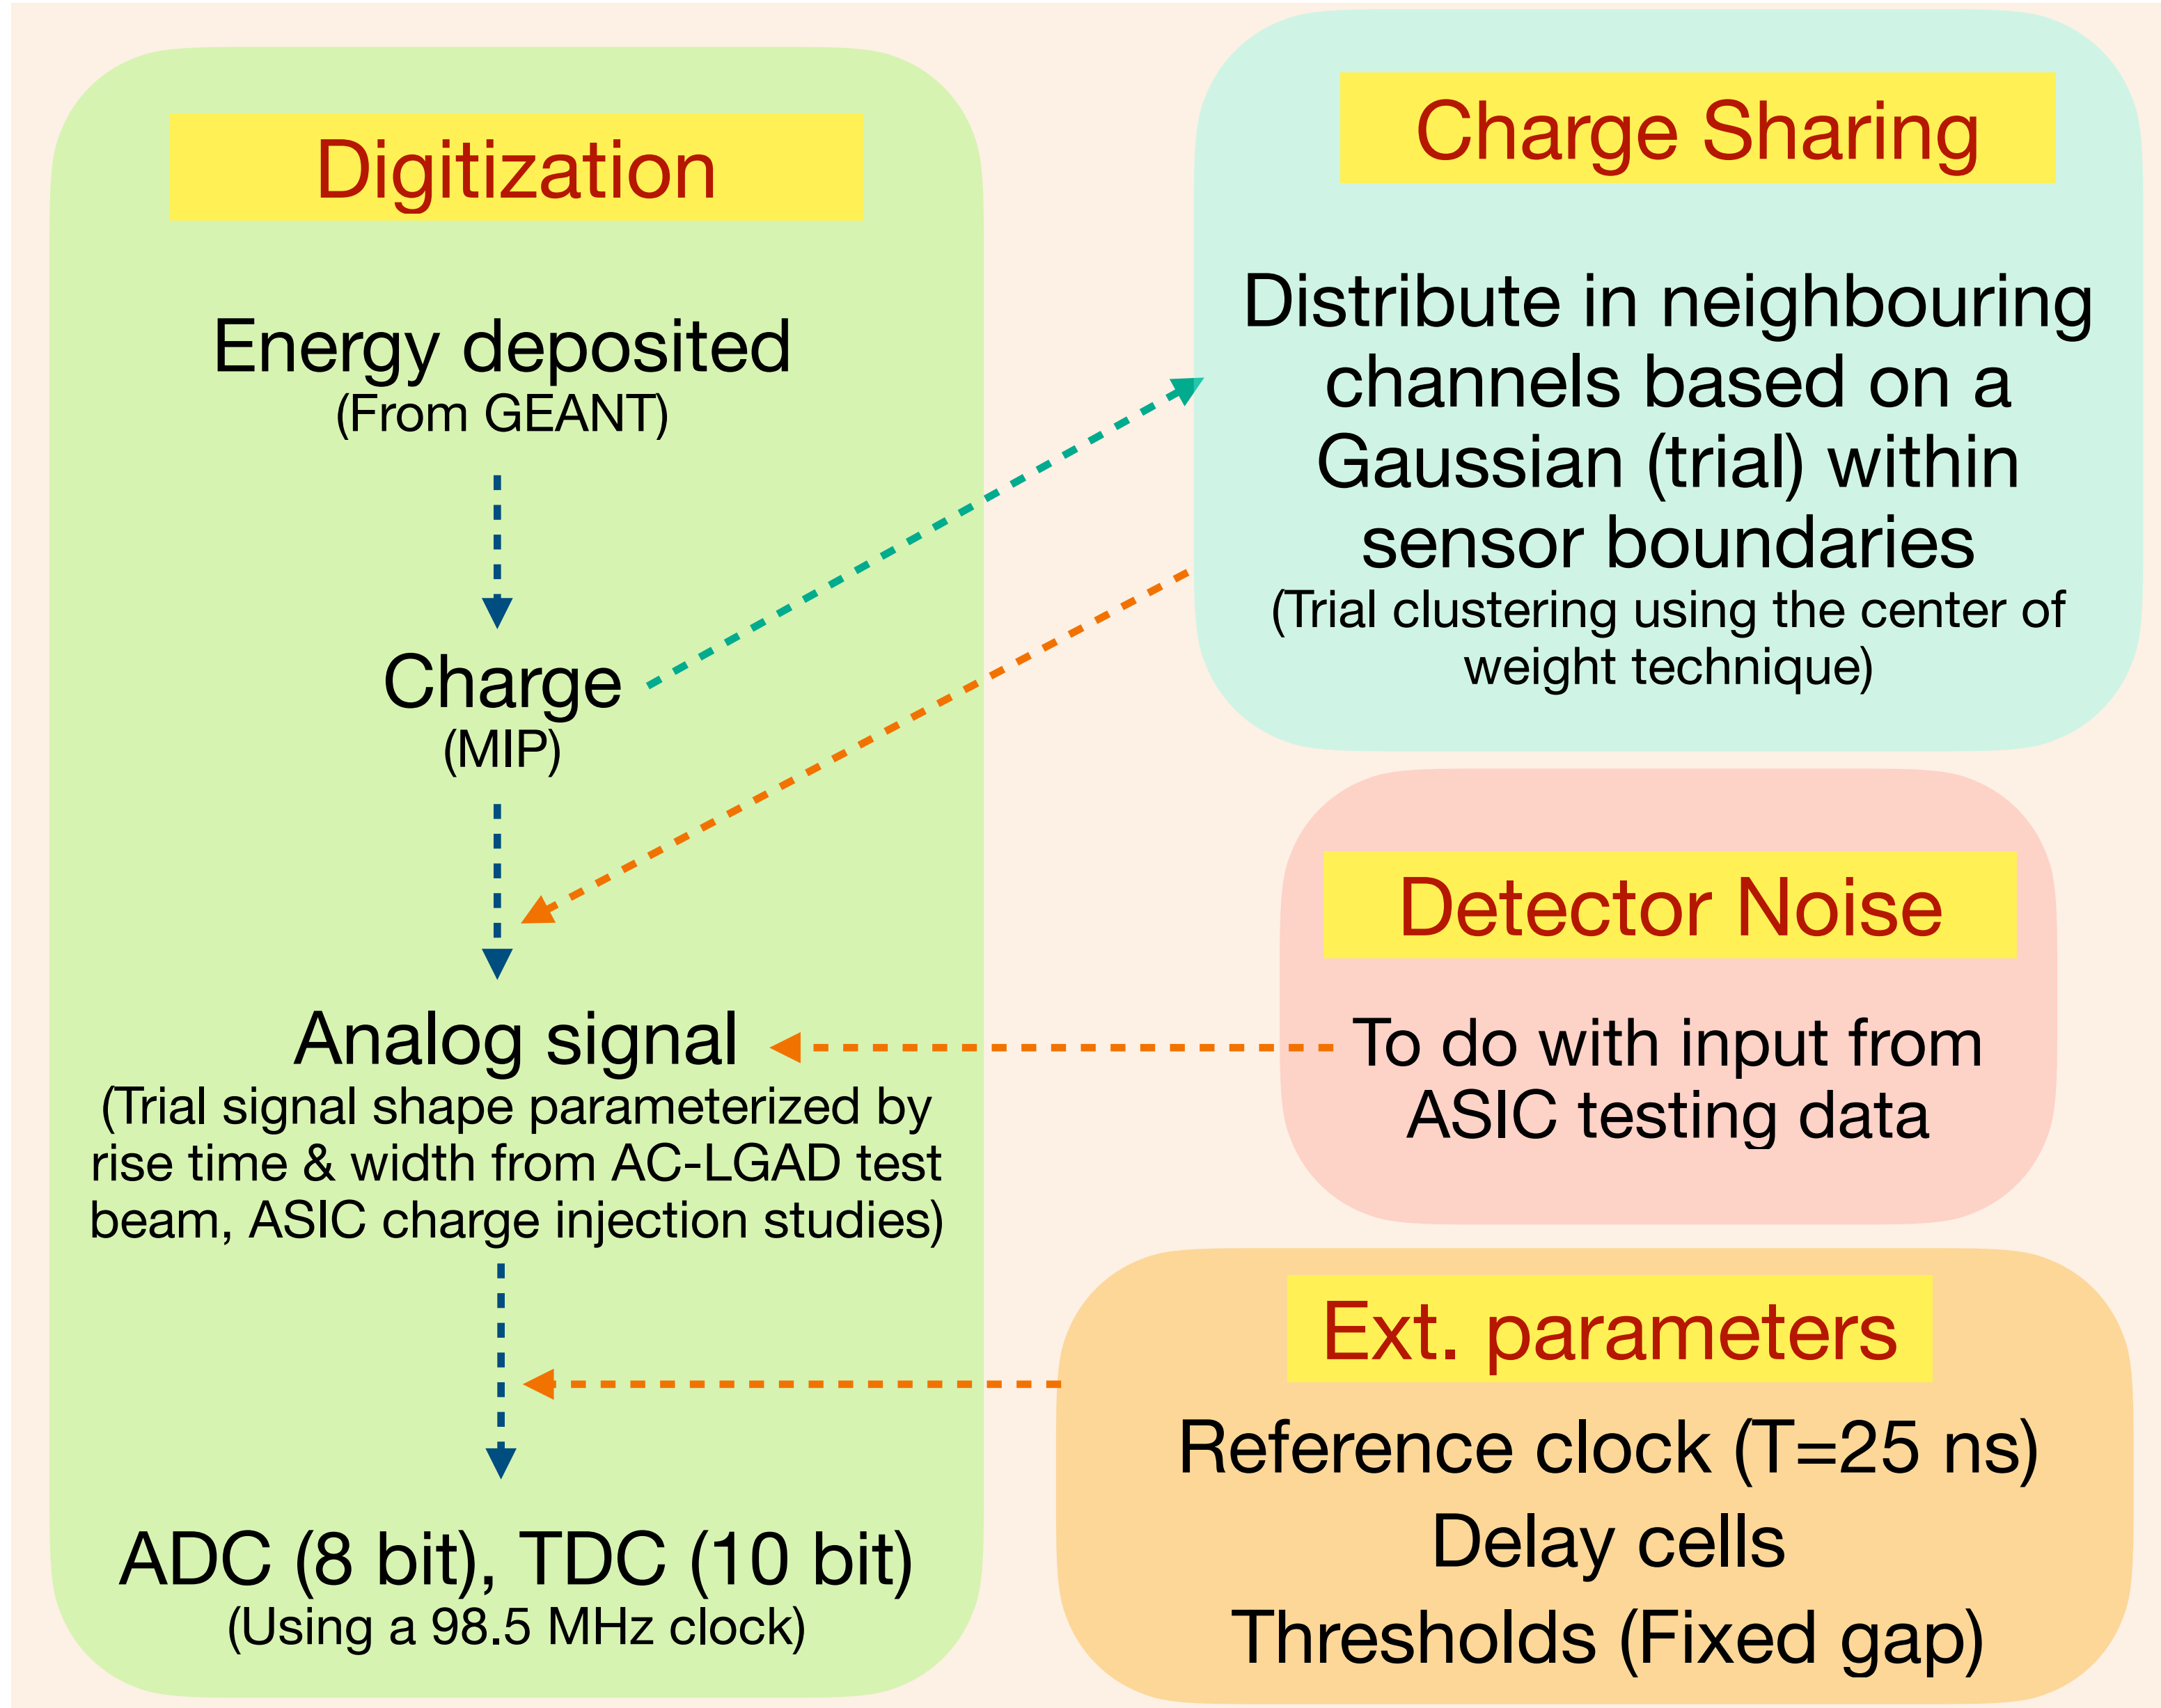 Digitization
Energy deposited
(From GEANT)
Charge
(MIP)
Analog signal
(Trial signal shape parameterized by
rise time & width from AC-LGAD test
beam, ASIC charge injection studies)
ADC (8 bit), TDC (10 bit)
(Using a 98.5 MHz clock)
Charge Sharing
Distribute in neighbouring
channels based on a
Gaussian (trial) within
sensor boundaries
(Trial clustering using the center of
weight technique)
Detector Noise
To do with input from
ASIC testing data
Ext. parameters
Reference clock (T=25 ns)
Delay cells
Thresholds (Fixed gap)